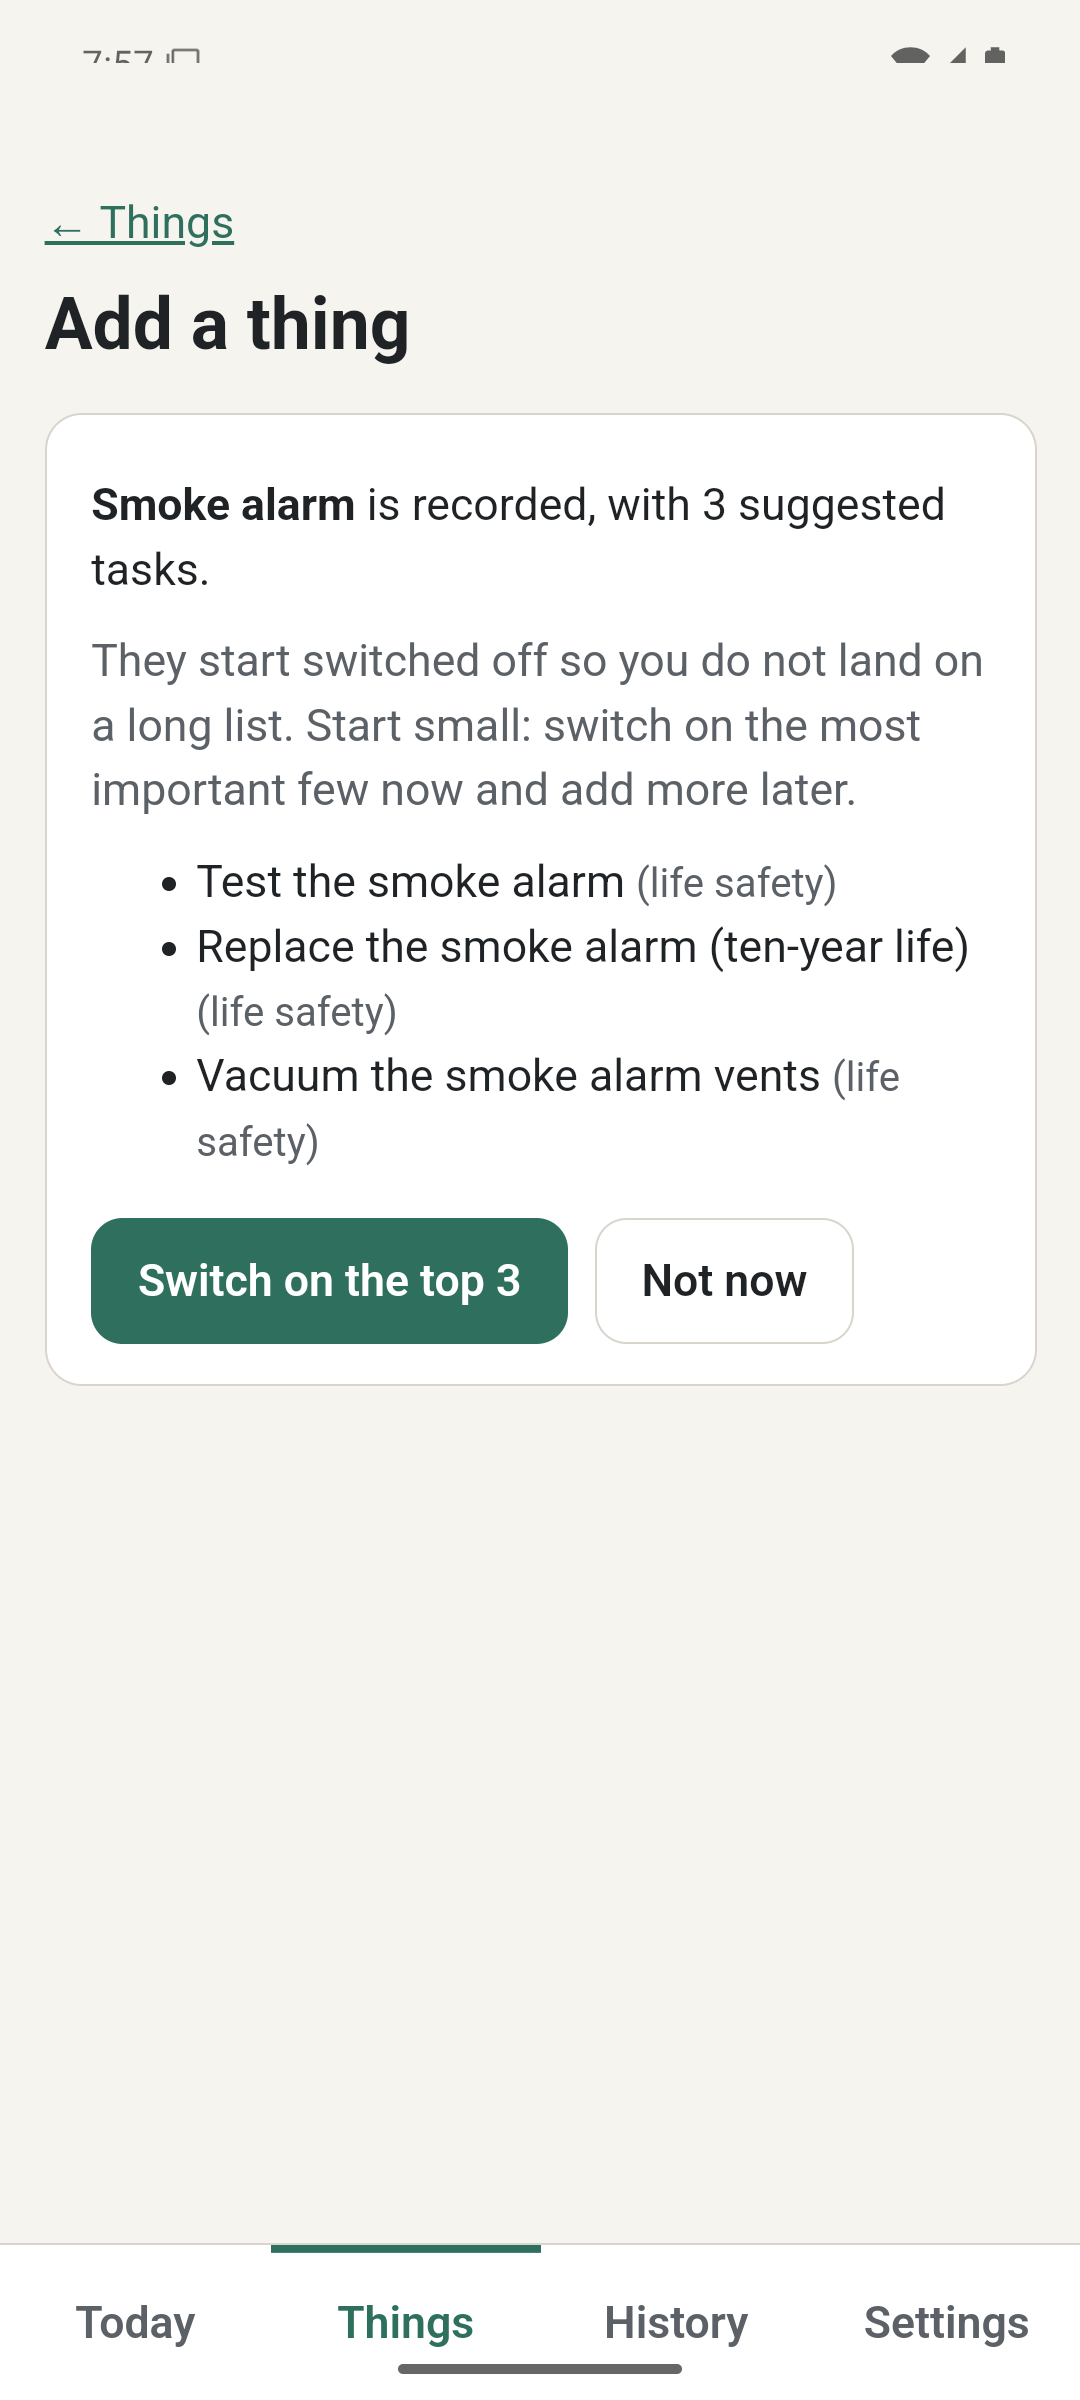 7:57
← Things
Add a thing
Smoke alarm is recorded, with 3 suggested
tasks.
They start switched off so you do not land on
a long list. Start small: switch on the most
important few now and add more later.
• Test the smoke alarm (life safety)
• Replace the smoke alarm (ten-year life)
(life safety)
• Vacuum the smoke alarm vents (life
safety)
Switch on the top 3
Not now
Today
Things
History
Settings